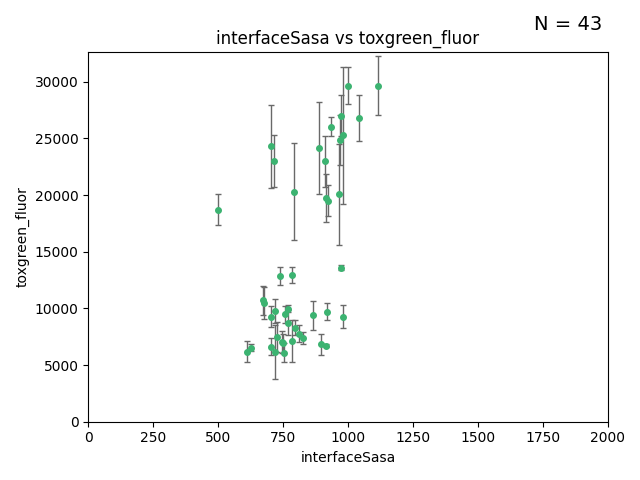 N = 43
interfaceSasa vs toxgreen_fluor
toxgreen_fluor
30000
25000
20000
15000
10000
5000
0
0 250 500 750 1000 1250 1500 1750 2000
interfaceSasa